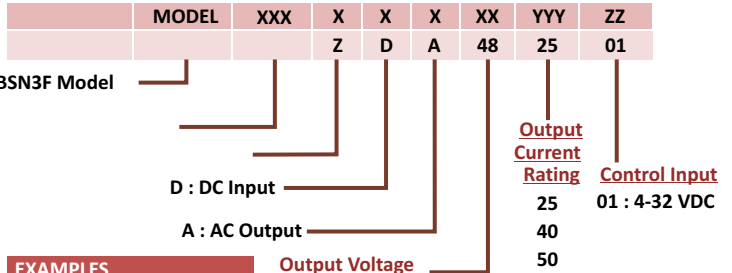 MODEL XXX X X X XX YYY ZZ
Z D A 48 25 01
BSN3F Model
Output
Current
Rating
Control Input
D : DC Input
25
01 : 4-32 VDC
A : AC Output
40
50
EXAMPLES
Output Voltage